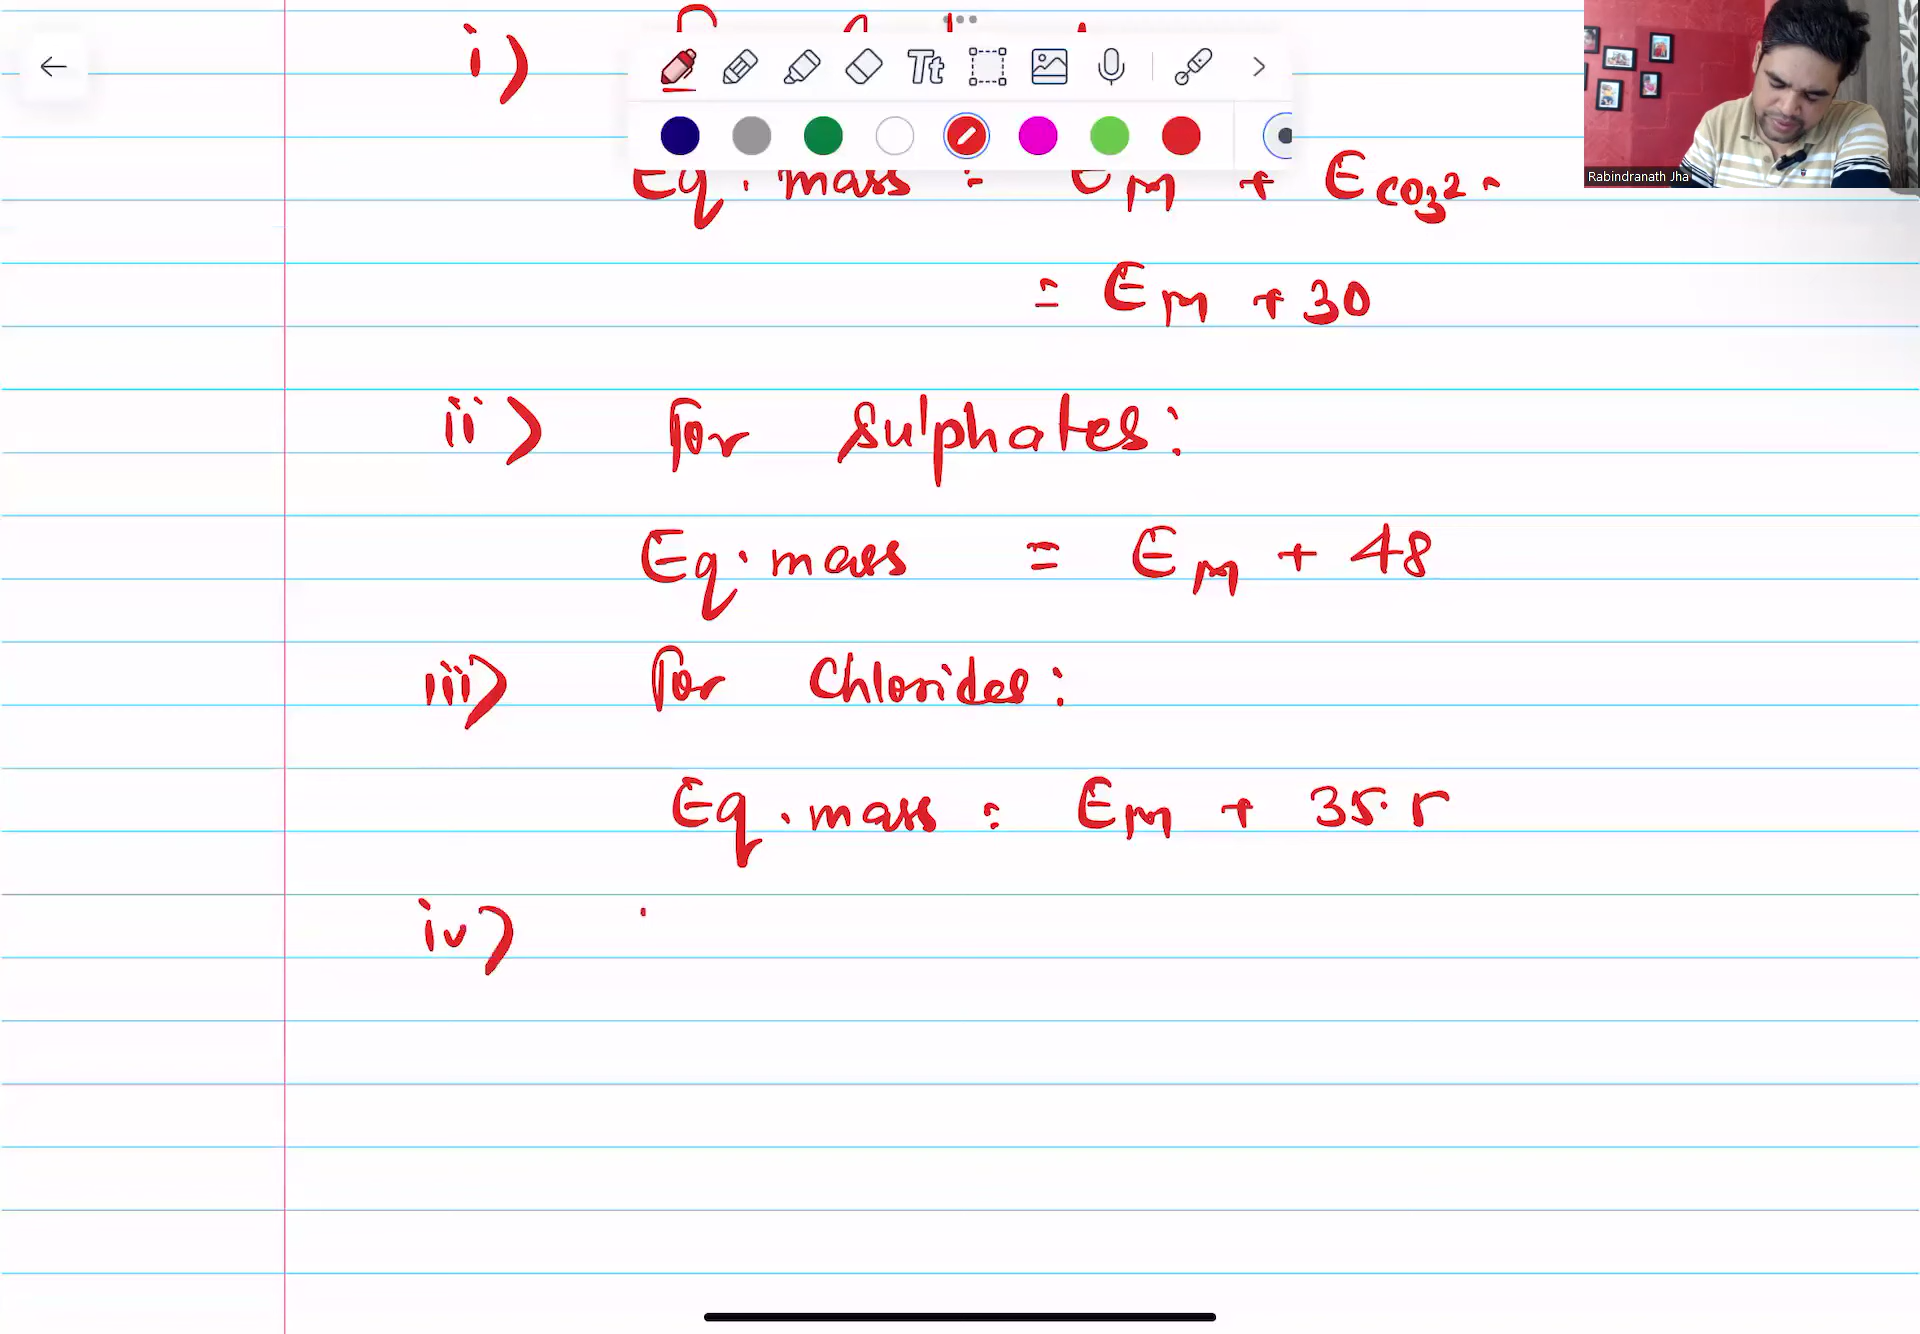 i)
Tt
Rabindranath Jha
Eq. mass = EM + ECO32-
= EM + 30
ii) For Sulphates:
Eq. mass = EM + 48
iii) For Chlorides:
Eq. mass = EM + 35.5
iv)